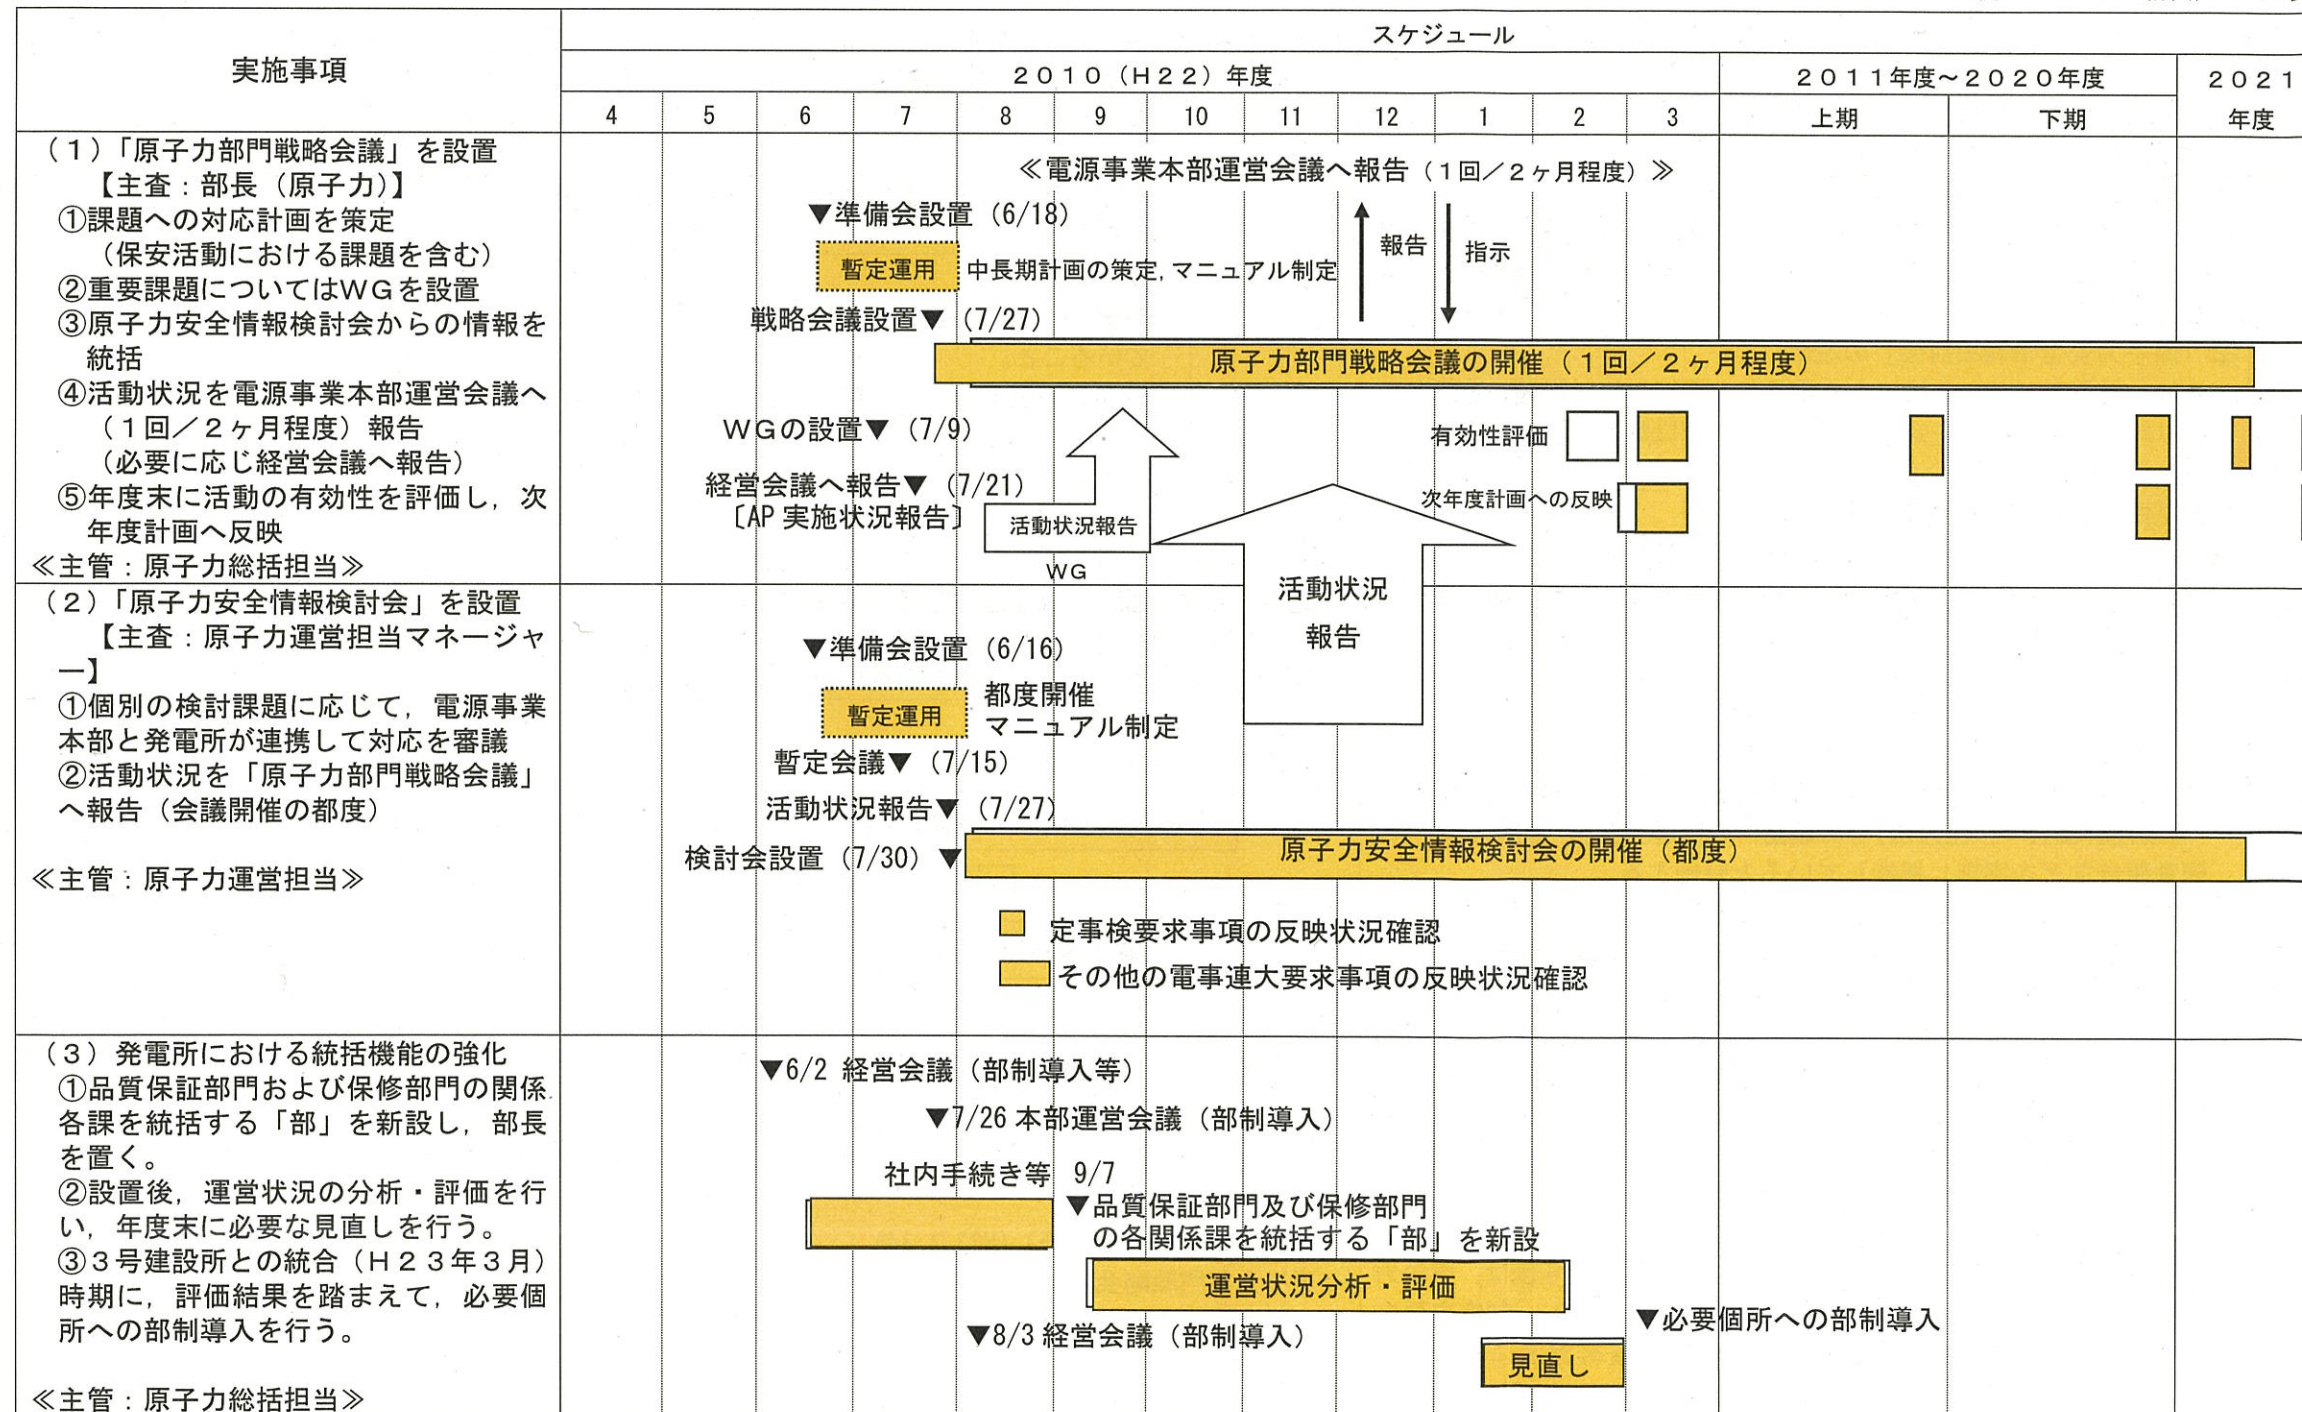 スケジュール
実施事項
2010（H22）年度
2011年度～2020年度
2021
年度
4 5 6 7 8 9 10 11 12 1 2 3
上期
下期
（1）「原子力部門戦略会議」を設置
【主査：部長（原子力）】
①課題への対応計画を策定
（保安活動における課題を含む）
②重要課題についてはWGを設置
③原子力安全情報検討会からの情報を
統括
④活動状況を電源事業本部運営会議へ
（1回／2ヶ月程度）報告
（必要に応じ経営会議へ報告）
⑤年度末に活動の有効性を評価し，次
年度計画へ反映
≪主管：原子力総括担当≫
≪電源事業本部運営会議へ報告（1回／2ヶ月程度）≫
▼準備会設置（6/18）
暫定運用
中長期計画の策定，マニュアル制定
報告
指示
戦略会議設置▼（7/27）
原子力部門戦略会議の開催（1回／2ヶ月程度）
WGの設置▼（7/9）
有効性評価
経営会議へ報告▼（7/21）
〔AP実施状況報告〕
次年度計画への反映
活動状況報告
WG
活動状況
報告
（2）「原子力安全情報検討会」を設置
【主査：原子力運営担当マネージャ
ー】
①個別の検討課題に応じて，電源事業
本部と発電所が連携して対応を審議
②活動状況を「原子力部門戦略会議」
へ報告（会議開催の都度）
≪主管：原子力運営担当≫
▼準備会設置（6/16）
暫定運用
都度開催
マニュアル制定
暫定会議▼（7/15）
活動状況報告▼（7/27）
検討会設置（7/30）▼
原子力安全情報検討会の開催（都度）
定事検要求事項の反映状況確認
その他の電事連大要求事項の反映状況確認
（3）発電所における統括機能の強化
①品質保証部門および保修部門の関係
各課を統括する「部」を新設し，部長
を置く。
②設置後，運営状況の分析・評価を行
い，年度末に必要な見直しを行う。
③3号建設所との統合（H23年3月）
時期に，評価結果を踏まえて，必要個
所への部制導入を行う。
≪主管：原子力総括担当≫
▼6/2 経営会議（部制導入等）
▼7/26 本部運営会議（部制導入）
社内手続き等 9/7
▼品質保証部門及び保修部門
の各関係課を統括する「部」を新設
運営状況分析・評価
▼8/3 経営会議（部制導入）
▼必要個所への部制導入
見直し